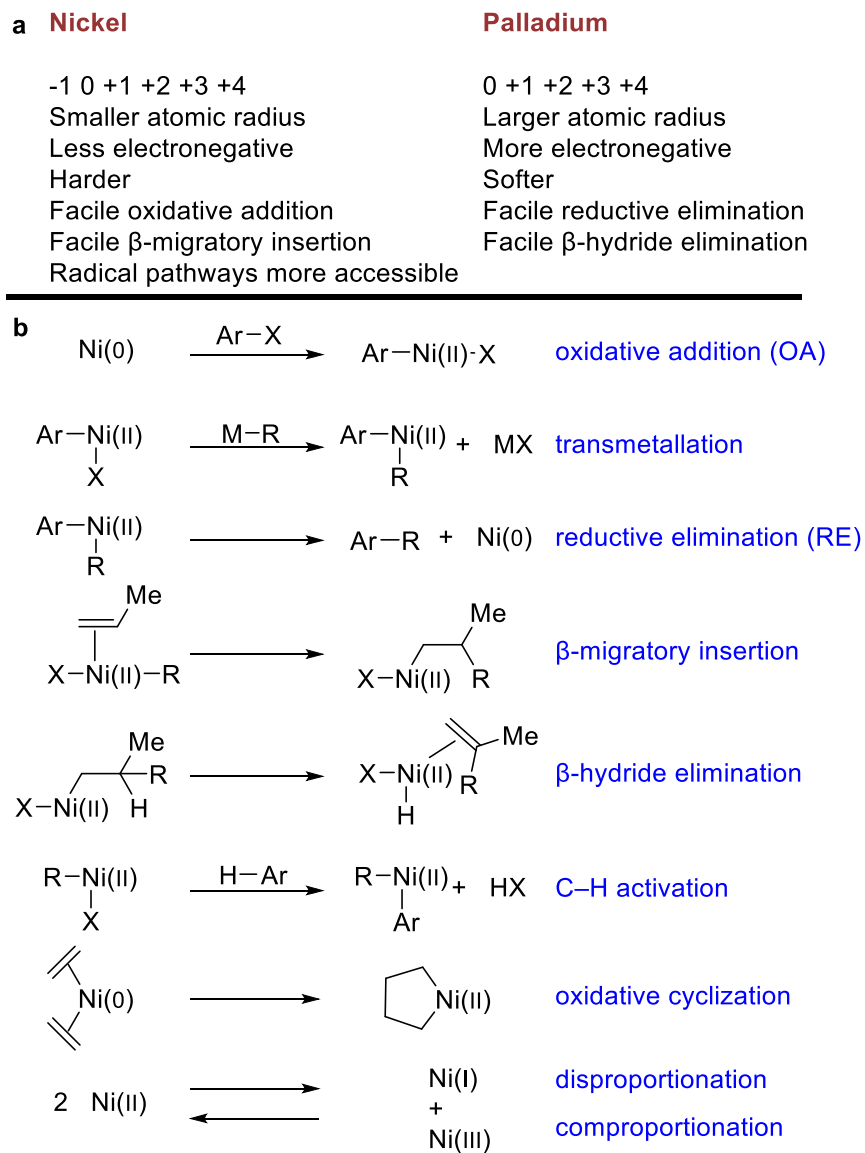 a Nickel Palladium
-1 0 +1 +2 +3 +4 0 +1 +2 +3 +4
Smaller atomic radius Larger atomic radius
Less electronegative More electronegative
Harder Softer
Facile oxidative addition Facile reductive elimination
Facile β-migratory insertion Facile β-hydride elimination
Radical pathways more accessible
b
Ar–X
Ni(0) Ar–Ni(II)-X oxidative addition (OA)
Ar–Ni(II) M–R Ar–Ni(II) + MX transmetallation
X R
Ar–Ni(II) Ar–R + Ni(0) reductive elimination (RE)
R
Me Me
X–Ni(II)–R X–Ni(II) R β-migratory insertion
Me Me
R X–Ni(II) R β-hydride elimination
X–Ni(II) H H
R–Ni(II) H–Ar R–Ni(II) + HX C–H activation
X Ar
Ni(0) Ni(II) oxidative cyclization
2 Ni(II) Ni(I) disproportionation
+
Ni(III) comproportionation